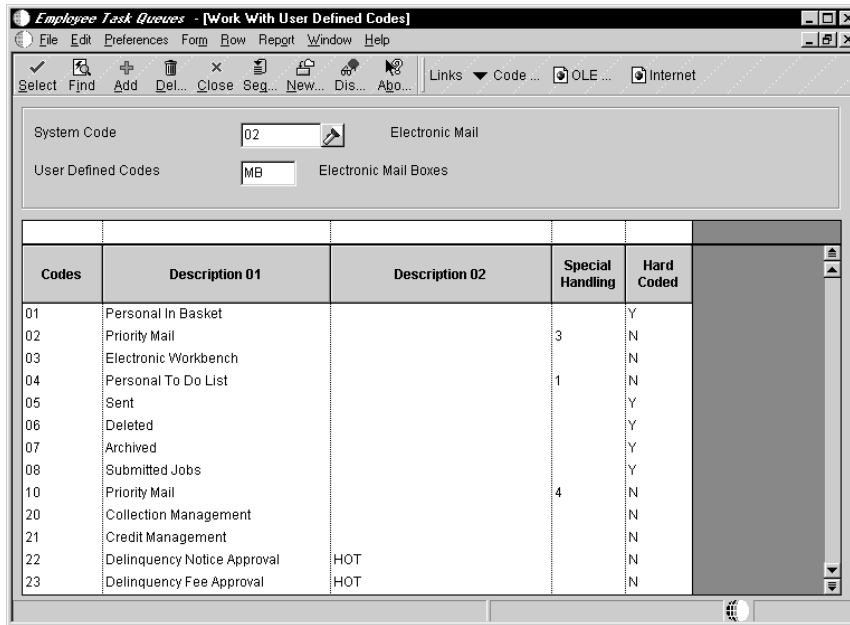 Employee Task Queues - [Work With User Defined Codes]
File Edit Preferences Form Row Report Window Help
Select Find Add Del... Close Seq... New... Dis... Abo... Links Code ... OLE ... Internet
System Code 02 Electronic Mail
User Defined Codes MB Electronic Mail Boxes
Codes Description 01 Description 02 Special Handling Hard Coded
01 Personal In Basket Y
02 Priority Mail 3 N
03 Electronic Workbench N
04 Personal To Do List 1 N
05 Sent Y
06 Deleted Y
07 Archived Y
08 Submitted Jobs Y
10 Priority Mail 4 N
20 Collection Management N
21 Credit Management N
22 Delinquency Notice Approval HOT N
23 Delinquency Fee Approval HOT N